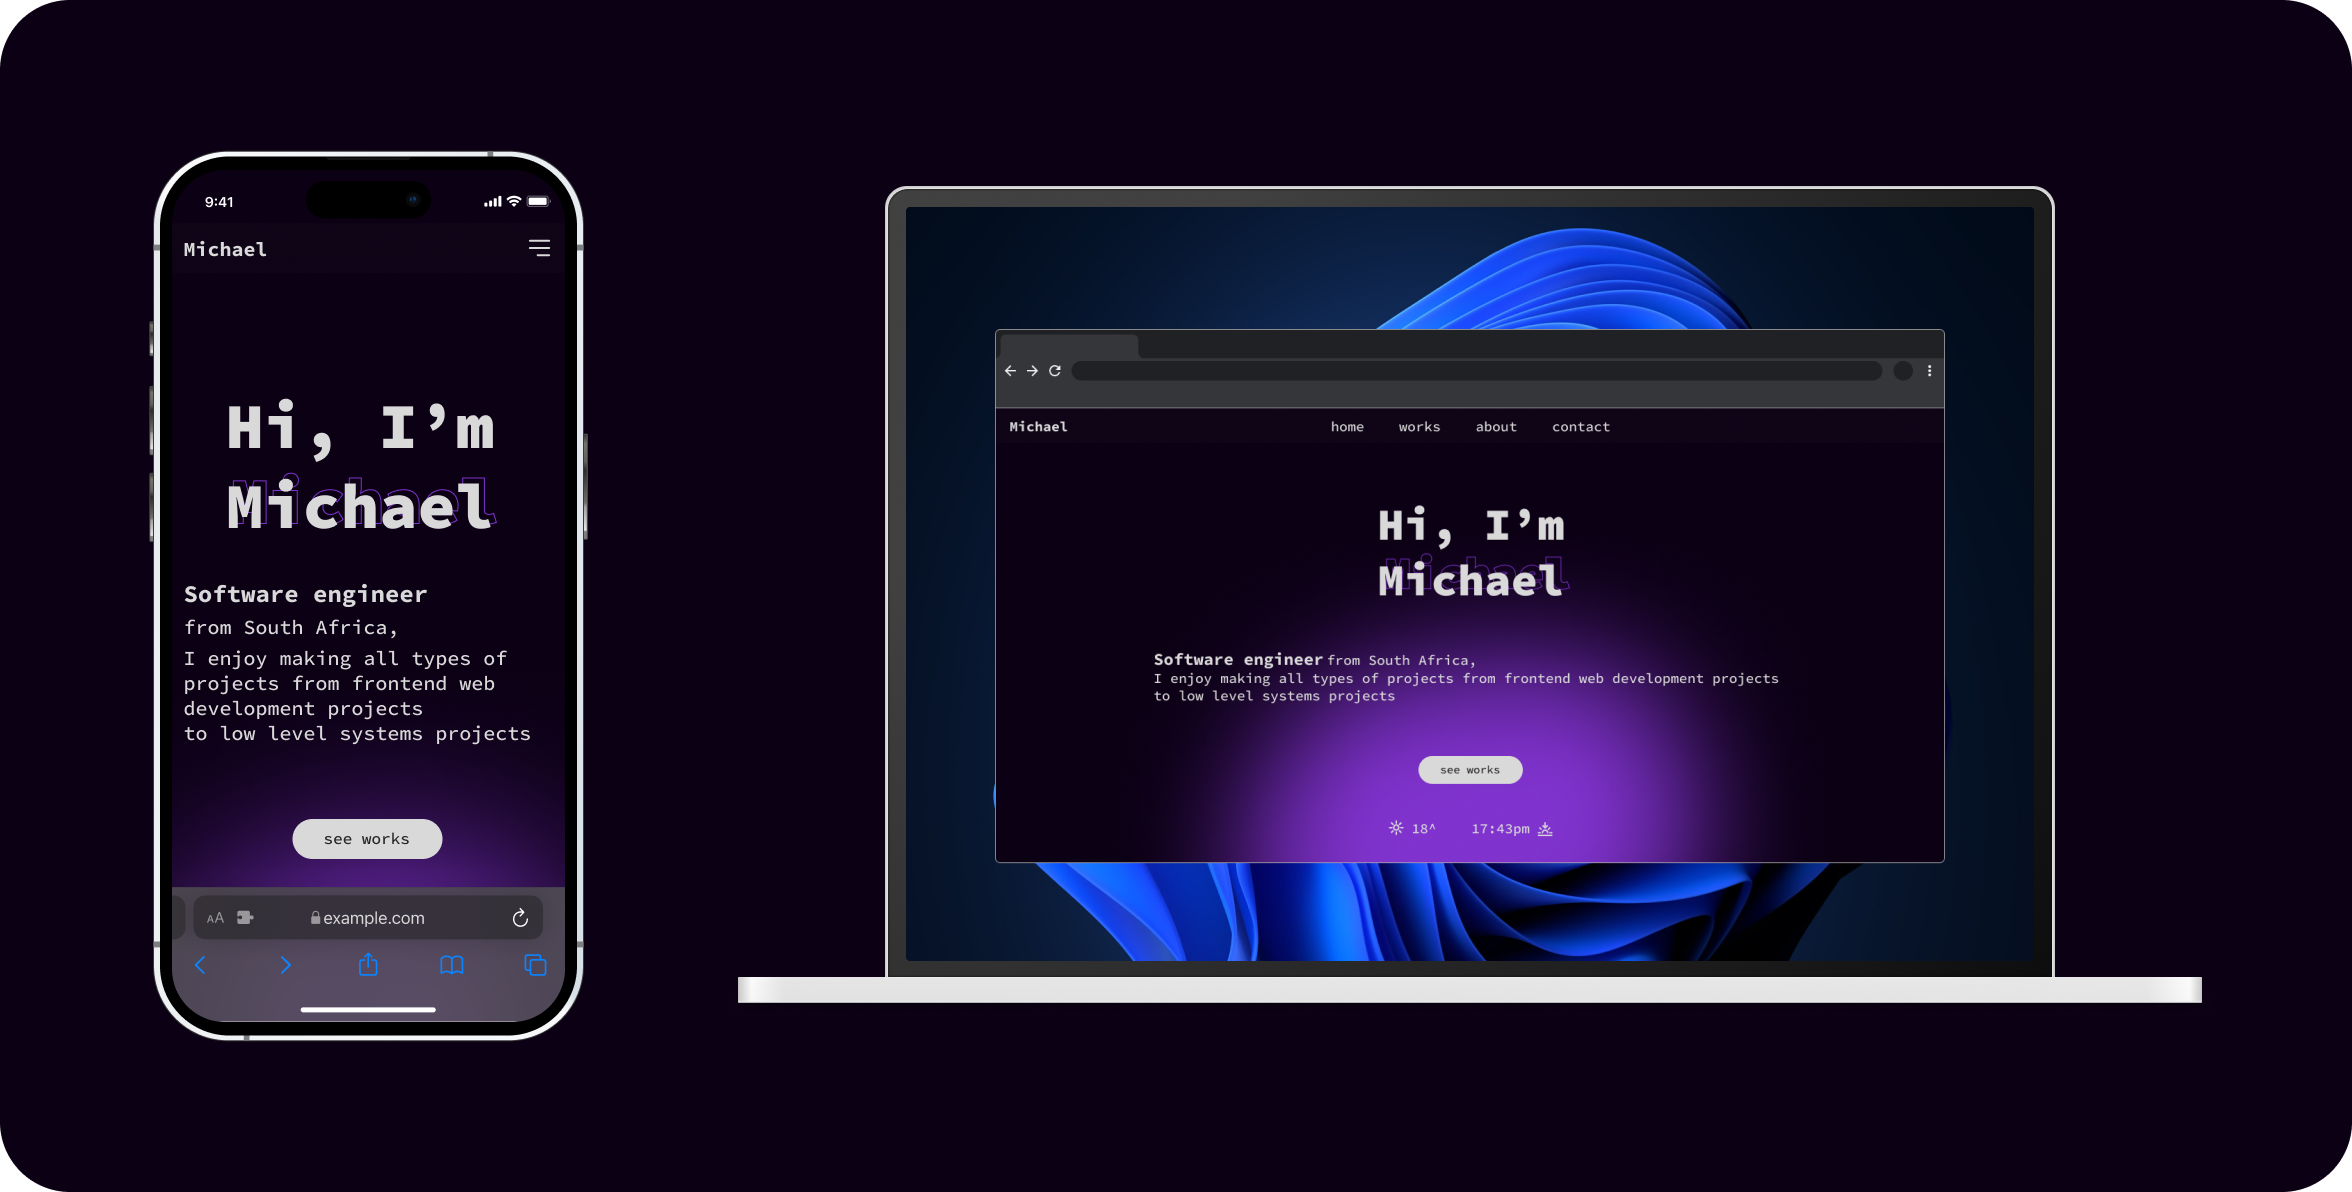 9:41
Michael
Hi, I’m
Michael
Software engineer
from South Africa,
I enjoy making all types of
projects from frontend web
development projects
to low level systems projects
see works
AA
example.com
Michael home works about contact
Hi, I’m
Michael
Software engineer from South Africa,
I enjoy making all types of projects from frontend web development projects
to low level systems projects
see works
18^ 17:43pm